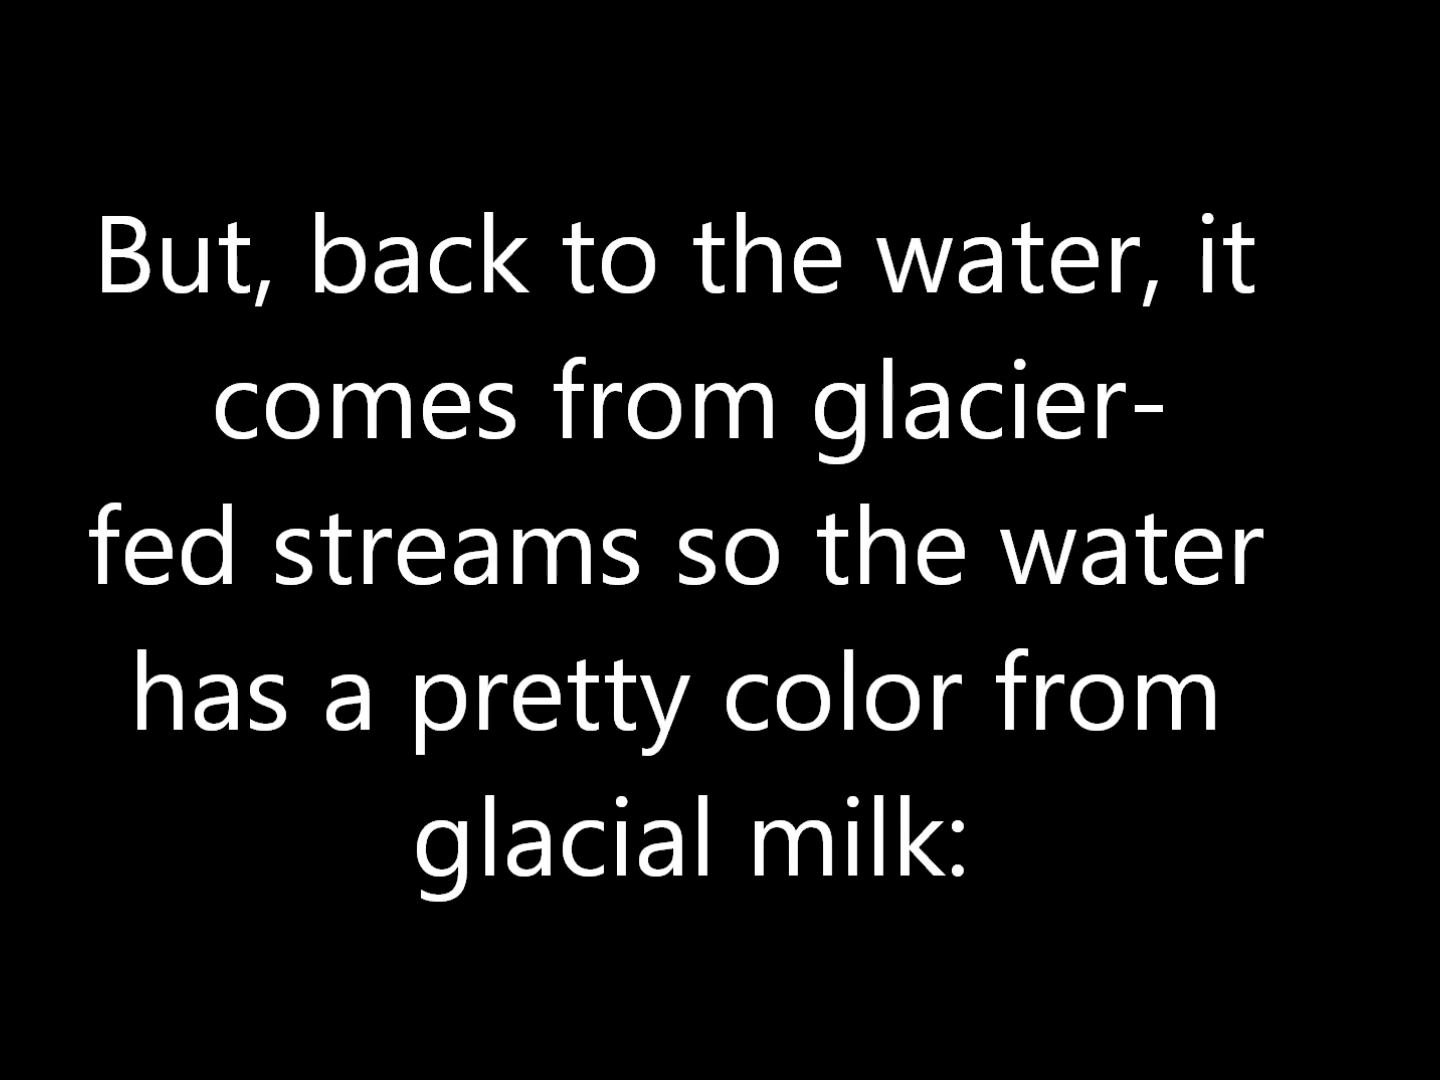 But, back to the water, it
comes from glacier-
fed streams so the water
has a pretty color from
glacial milk: